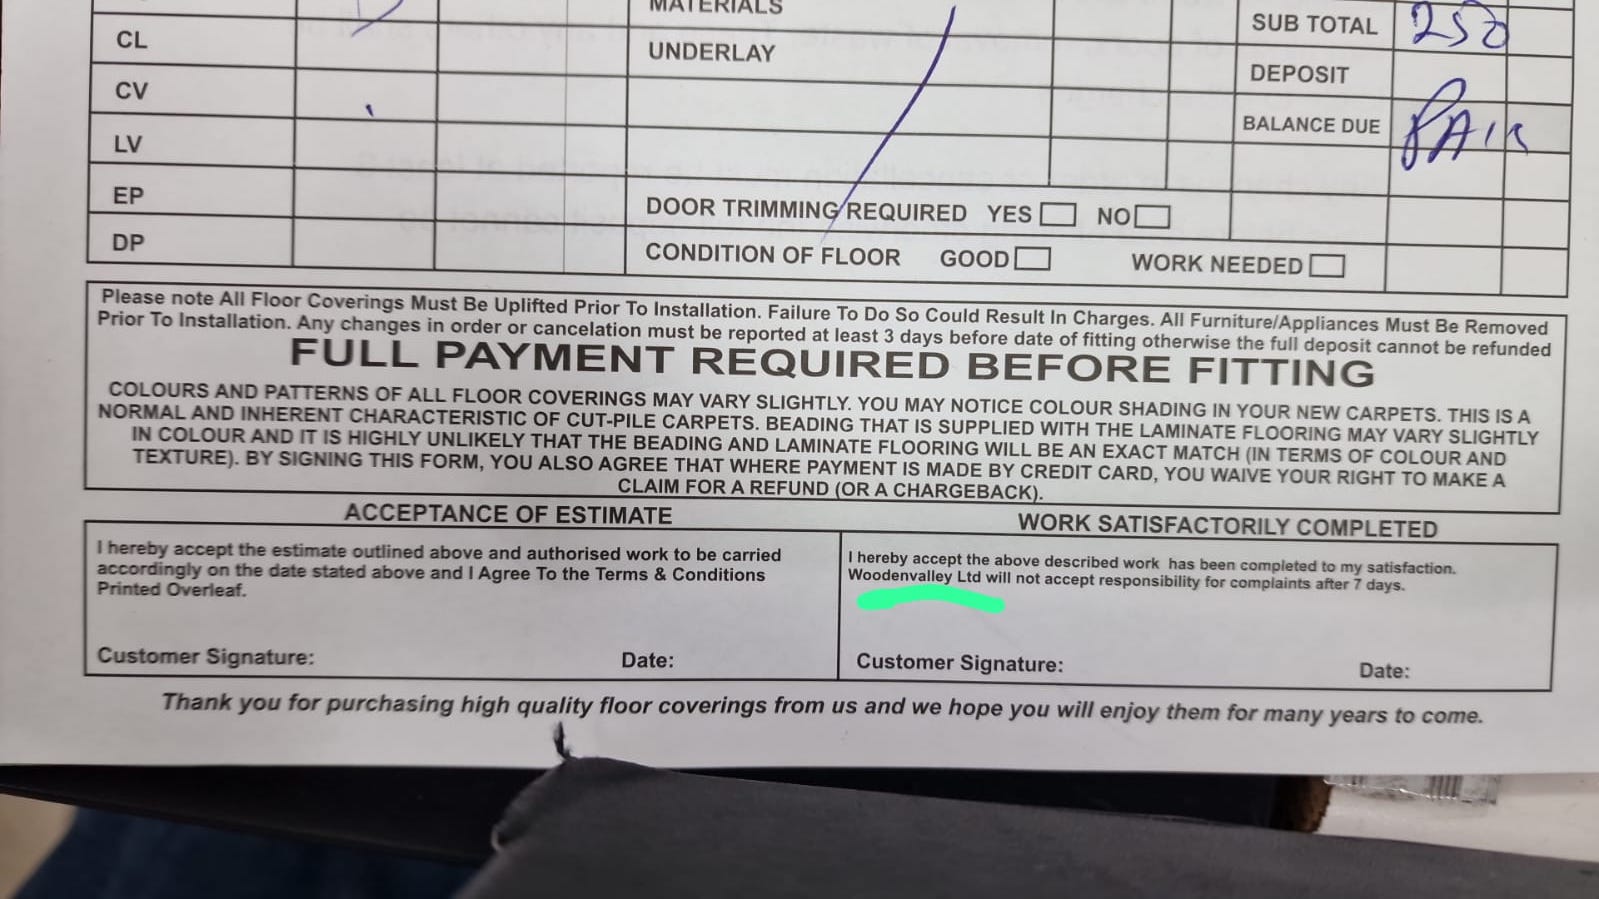 MATERIALS
SUB TOTAL 250
CL
UNDERLAY
DEPOSIT
CV
BALANCE DUE PAID
LV
EP
DOOR TRIMMING REQUIRED YES NO
DP
CONDITION OF FLOOR GOOD WORK NEEDED
Please note All Floor Coverings Must Be Uplifted Prior To Installation. Failure To Do So Could Result In Charges. All Furniture/Appliances Must Be Removed
Prior To Installation. Any changes in order or cancelation must be reported at least 3 days before date of fitting otherwise the full deposit cannot be refunded
FULL PAYMENT REQUIRED BEFORE FITTING
COLOURS AND PATTERNS OF ALL FLOOR COVERINGS MAY VARY SLIGHTLY. YOU MAY NOTICE COLOUR SHADING IN YOUR NEW CARPETS. THIS IS A
NORMAL AND INHERENT CHARACTERISTIC OF CUT-PILE CARPETS. BEADING THAT IS SUPPLIED WITH THE LAMINATE FLOORING MAY VARY SLIGHTLY
IN COLOUR AND IT IS HIGHLY UNLIKELY THAT THE BEADING AND LAMINATE FLOORING WILL BE AN EXACT MATCH (IN TERMS OF COLOUR AND
TEXTURE). BY SIGNING THIS FORM, YOU ALSO AGREE THAT WHERE PAYMENT IS MADE BY CREDIT CARD, YOU WAIVE YOUR RIGHT TO MAKE A
CLAIM FOR A REFUND (OR A CHARGEBACK).
ACCEPTANCE OF ESTIMATE
I hereby accept the estimate outlined above and authorised work to be carried
accordingly on the date stated above and I Agree To the Terms & Conditions
Printed Overleaf.
Customer Signature: Date:
WORK SATISFACTORILY COMPLETED
I hereby accept the above described work has been completed to my satisfaction.
Woodenvalley Ltd will not accept responsibility for complaints after 7 days.
Customer Signature: Date:
Thank you for purchasing high quality floor coverings from us and we hope you will enjoy them for many years to come.